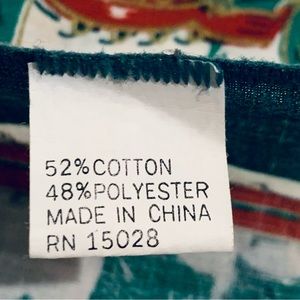 52% COTTON
48% POLYESTER
MADE IN CHINA
RN 15028